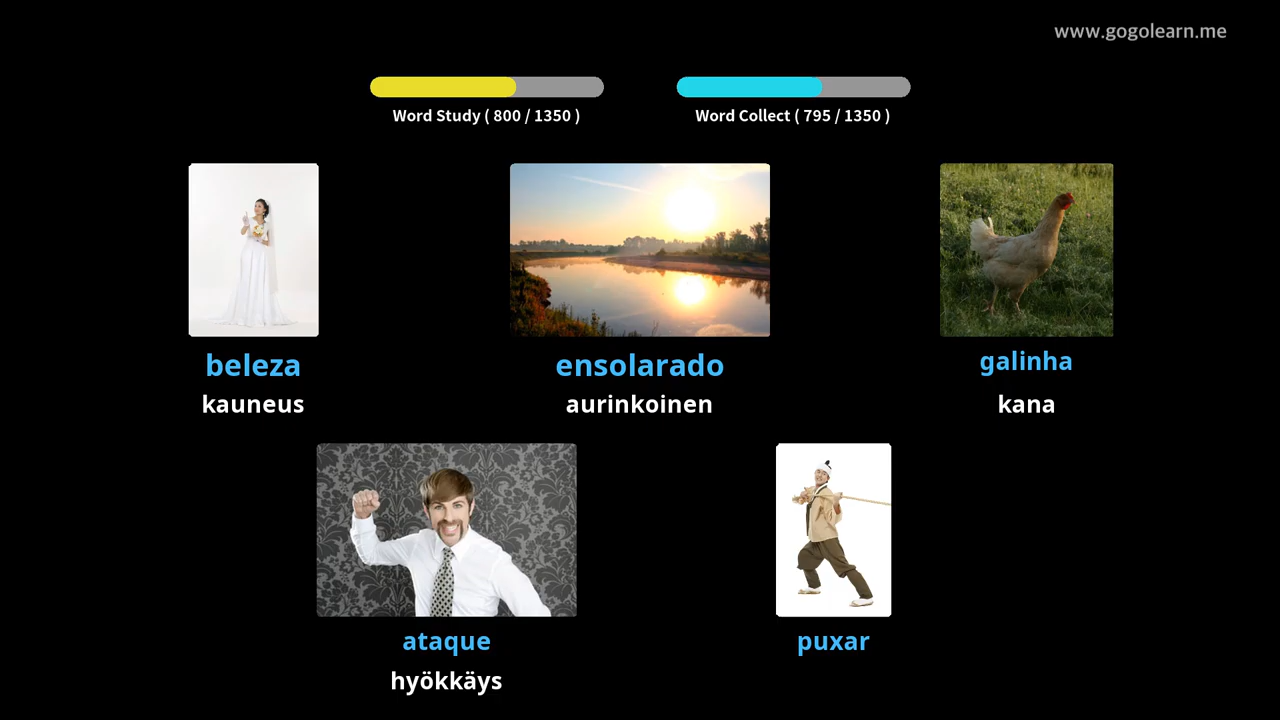 www.gogolearn.me
Word Study ( 800 / 1350 )
Word Collect ( 795 / 1350 )
beleza
kauneus
ensolarado
aurinkoinen
galinha
kana
ataque
hyökkäys
puxar